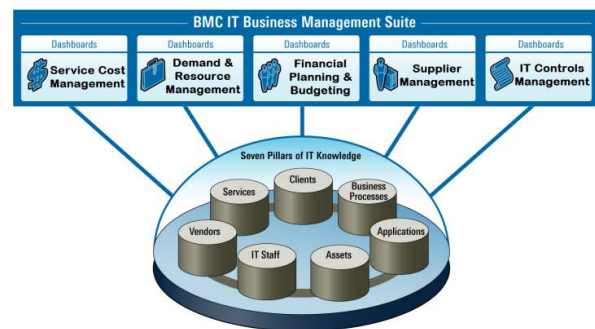 BMC IT Business Management Suite
Dashboards
Service Cost
Management
Dashboards
Demand &
Resource
Management
Dashboards
Financial
Planning &
Budgeting
Dashboards
Supplier
Management
Dashboards
IT Controls
Management
Seven Pillars of IT Knowledge
Clients
Services
Business
Processes
Vendors
Applications
IT Staff
Assets